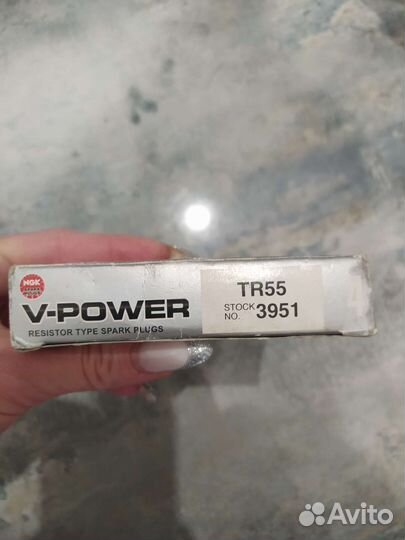 NGK
V-POWER
RESISTOR TYPE SPARK PLUGS
TR55
STOCK NO. 3951
Avito